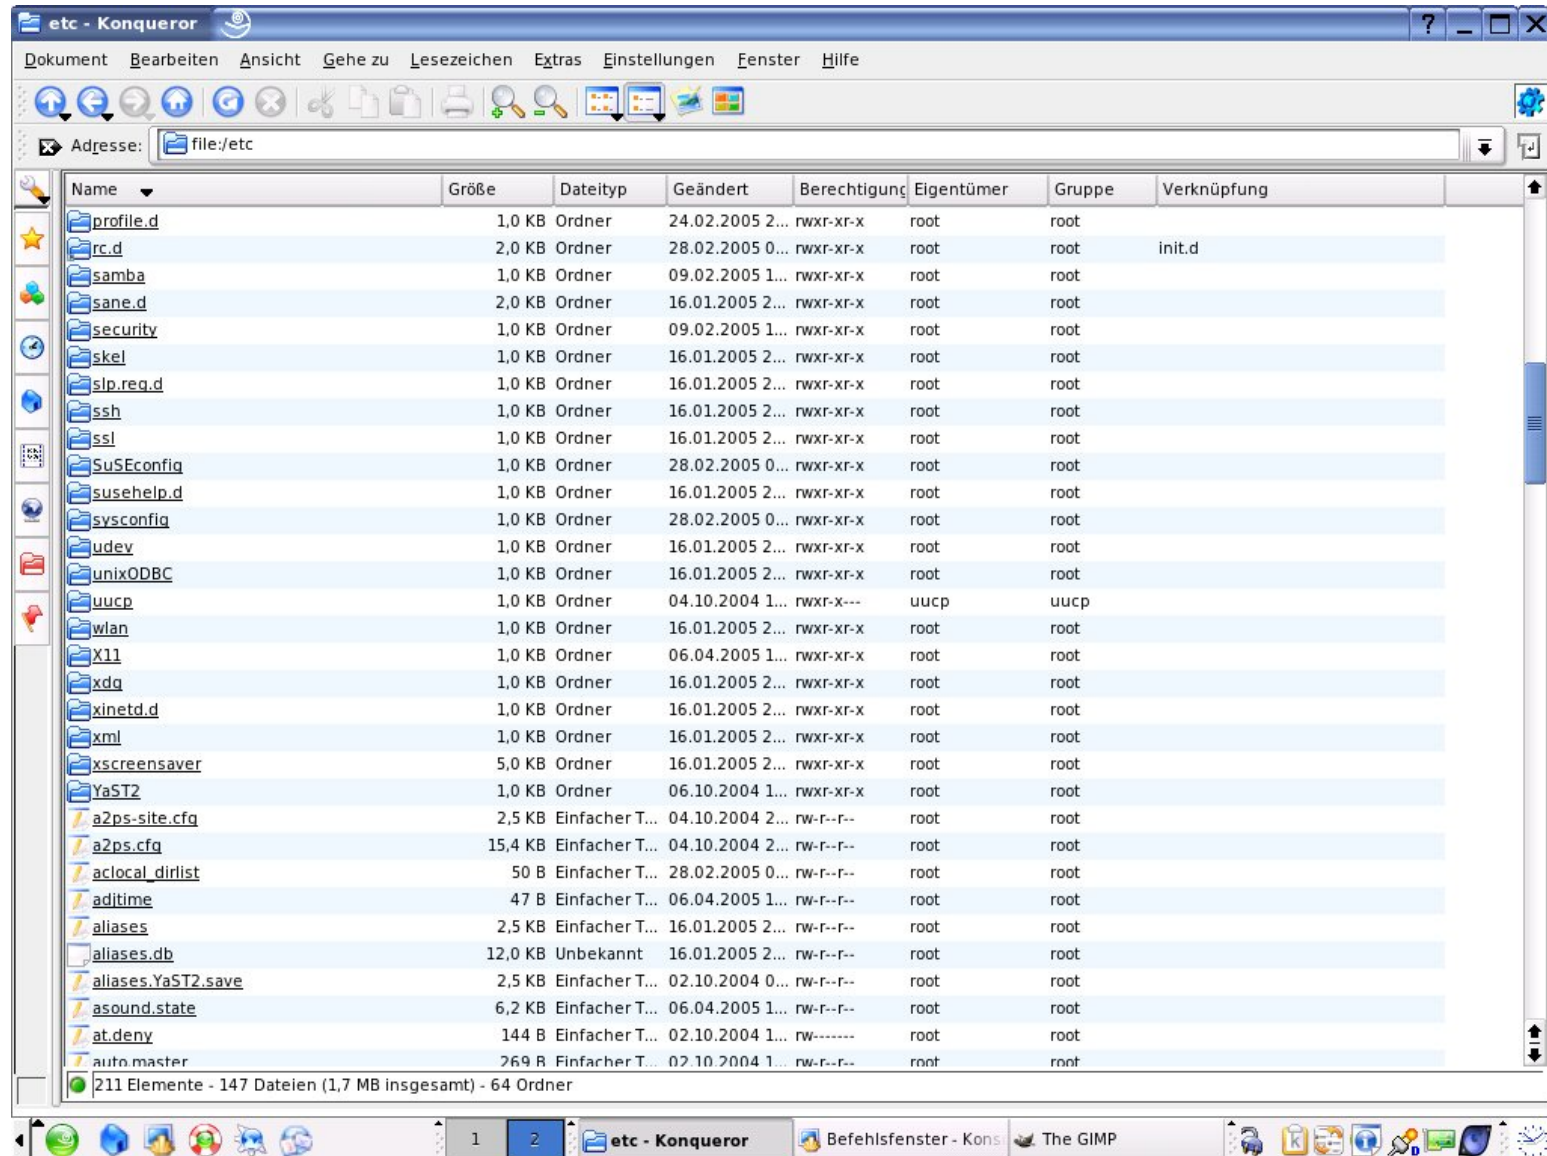 etc - Konqueror
Dokument Bearbeiten Ansicht Gehe zu Lesezeichen Extras Einstellungen Fenster Hilfe
Adresse: file:/etc
Name Größe Dateityp Geändert Berechtigung Eigentümer Gruppe Verknüpfung
profile.d 1,0 KB Ordner 24.02.2005 2... rwxr-xr-x root root
rc.d 2,0 KB Ordner 28.02.2005 0... rwxr-xr-x root root init.d
samba 1,0 KB Ordner 09.02.2005 1... rwxr-xr-x root root
sane.d 2,0 KB Ordner 16.01.2005 2... rwxr-xr-x root root
security 1,0 KB Ordner 09.02.2005 1... rwxr-xr-x root root
skel 1,0 KB Ordner 16.01.2005 2... rwxr-xr-x root root
slp.reg.d 1,0 KB Ordner 16.01.2005 2... rwxr-xr-x root root
ssh 1,0 KB Ordner 16.01.2005 2... rwxr-xr-x root root
ssl 1,0 KB Ordner 16.01.2005 2... rwxr-xr-x root root
SuSEconfig 1,0 KB Ordner 28.02.2005 0... rwxr-xr-x root root
susehelp.d 1,0 KB Ordner 16.01.2005 2... rwxr-xr-x root root
sysconfig 1,0 KB Ordner 28.02.2005 0... rwxr-xr-x root root
udev 1,0 KB Ordner 16.01.2005 2... rwxr-xr-x root root
unixODBC 1,0 KB Ordner 16.01.2005 2... rwxr-xr-x root root
uucp 1,0 KB Ordner 04.10.2004 1... rwxr-x--- uucp uucp
wlan 1,0 KB Ordner 16.01.2005 2... rwxr-xr-x root root
X11 1,0 KB Ordner 06.04.2005 1... rwxr-xr-x root root
xdg 1,0 KB Ordner 16.01.2005 2... rwxr-xr-x root root
xinetd.d 1,0 KB Ordner 16.01.2005 2... rwxr-xr-x root root
xml 1,0 KB Ordner 16.01.2005 2... rwxr-xr-x root root
xscreensaver 5,0 KB Ordner 16.01.2005 2... rwxr-xr-x root root
YaST2 1,0 KB Ordner 06.10.2004 1... rwxr-xr-x root root
a2ps-site.cfg 2,5 KB Einfacher T... 04.10.2004 2... rw-r--r-- root root
a2ps.cfg 15,4 KB Einfacher T... 04.10.2004 2... rw-r--r-- root root
aclocal_dirlist 50 B Einfacher T... 28.02.2005 0... rw-r--r-- root root
adjtime 47 B Einfacher T... 06.04.2005 1... rw-r--r-- root root
aliases 2,5 KB Einfacher T... 16.01.2005 2... rw-r--r-- root root
aliases.db 12,0 KB Unbekannt 16.01.2005 2... rw-r--r-- root root
aliases.YaST2.save 2,5 KB Einfacher T... 02.10.2004 0... rw-r--r-- root root
asound.state 6,2 KB Einfacher T... 06.04.2005 1... rw-r--r-- root root
at.deny 144 B Einfacher T... 02.10.2004 1... rw------- root root
auto.master 269 B Einfacher T... 02.10.2004 1... rw-r--r-- root root
211 Elemente - 147 Dateien (1,7 MB insgesamt) - 64 Ordner
1 2 etc - Konqueror Befehlsfenster - Kons The GIMP